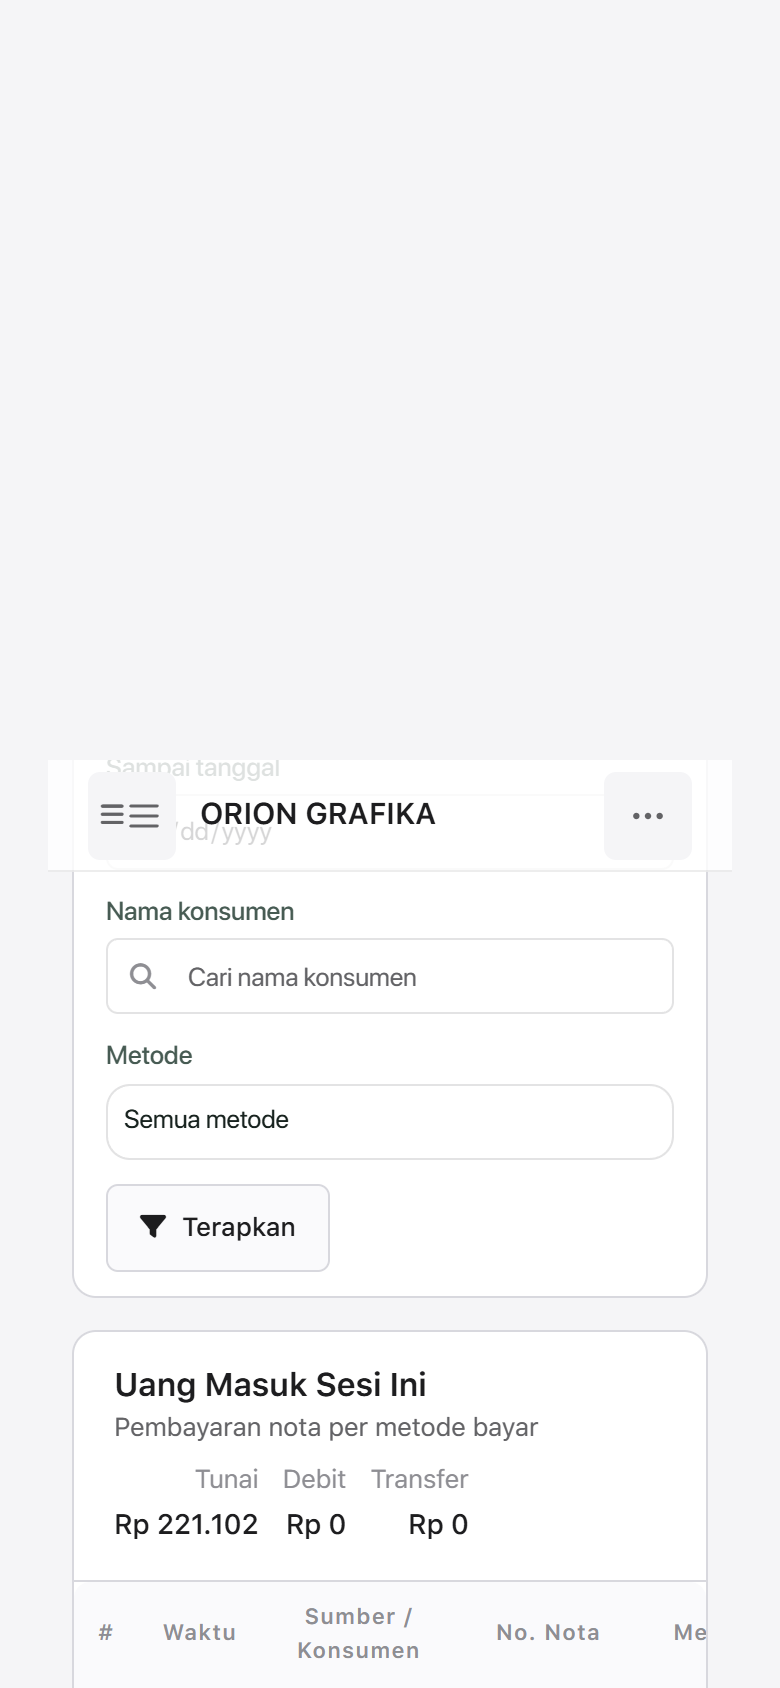 Sampai tanggal
ORION GRAFIKA
/dd/yyyy
Nama konsumen
Cari nama konsumen
Metode
Semua metode
Terapkan
Uang Masuk Sesi Ini
Pembayaran nota per metode bayar
Tunai Debit Transfer
Rp 221.102 Rp 0 Rp 0
# Waktu Sumber / Konsumen No. Nota Me